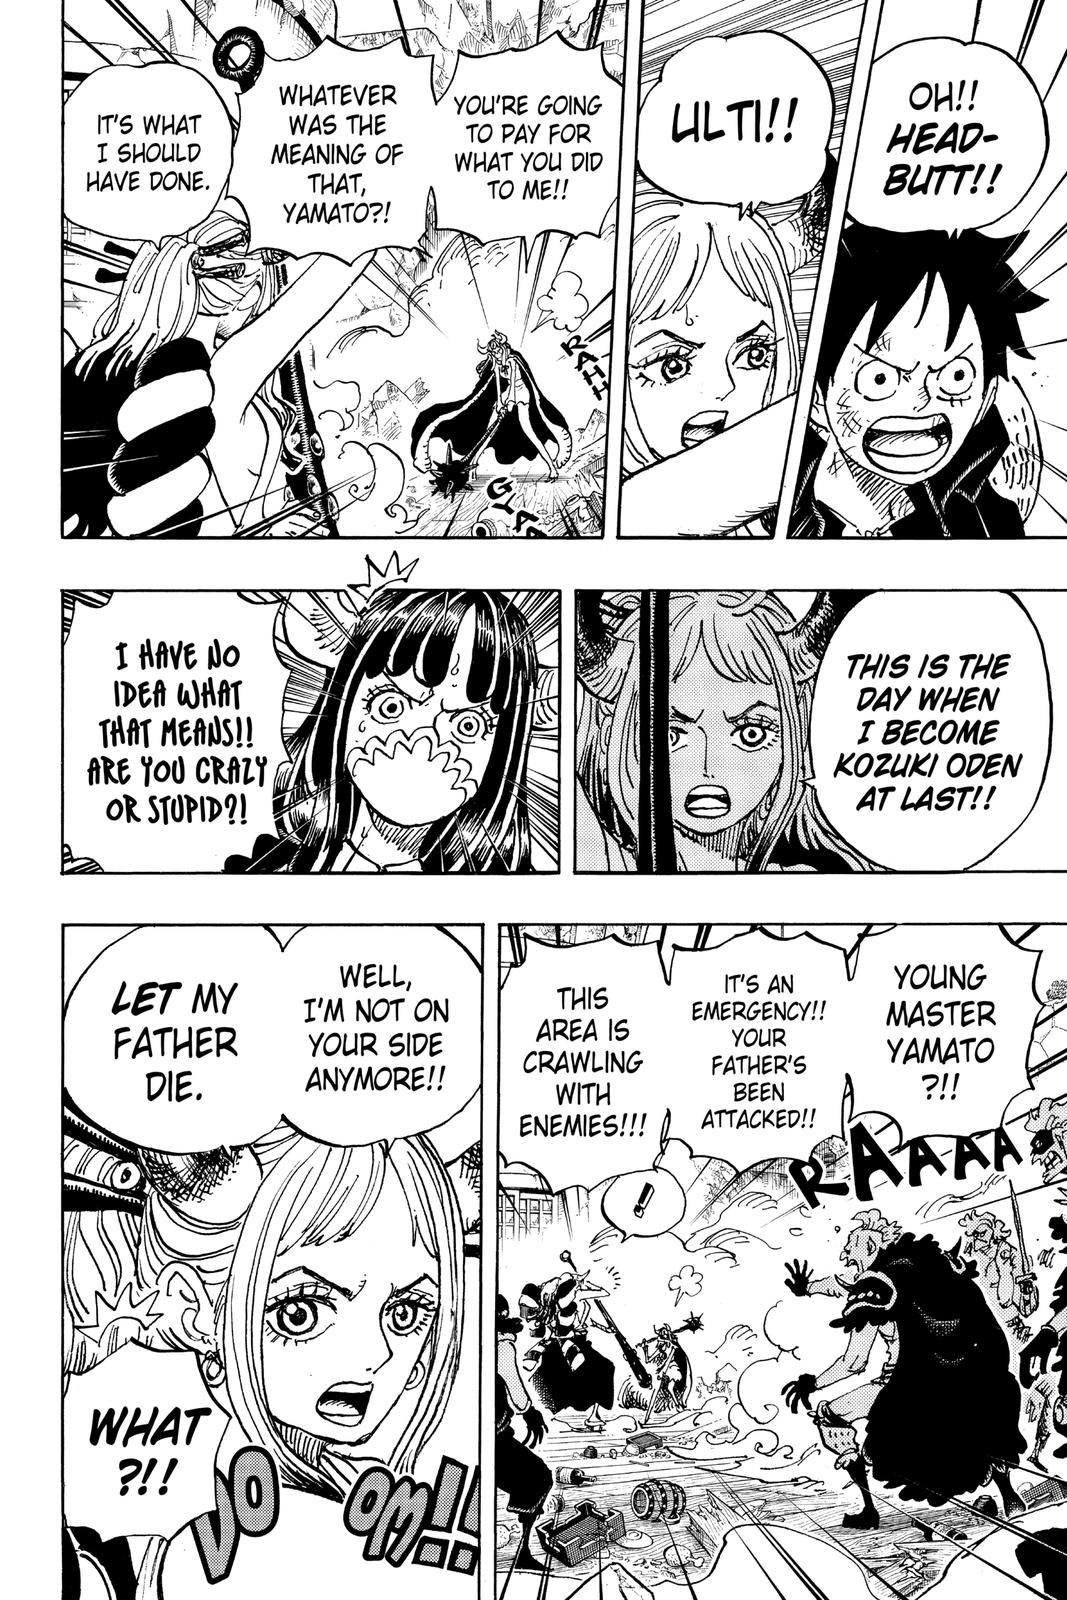 OH!!
HEAD-
BUTT!!
ULTI!!
YOU'RE GOING
TO PAY FOR
WHAT YOU DID
TO ME!!
WHATEVER
WAS THE
MEANING OF
THAT,
YAMATO?!
IT'S WHAT
I SHOULD
HAVE DONE.
RAHH
GYAA
THIS IS THE
DAY WHEN
I BECOME
KOZUKI ODEN
AT LAST!!
I HAVE NO
IDEA WHAT
THAT MEANS!!
ARE YOU CRAZY
OR STUPID?!
YOUNG
MASTER
YAMATO
?!!
IT'S AN
EMERGENCY!!
YOUR
FATHER'S
BEEN
ATTACKED!!
THIS
AREA IS
CRAWLING
WITH
ENEMIES!!!
RAAAAA
!
WELL,
I'M NOT ON
YOUR SIDE
ANYMORE!!
LET MY
FATHER
DIE.
WHAT
?!!
VOOM!!